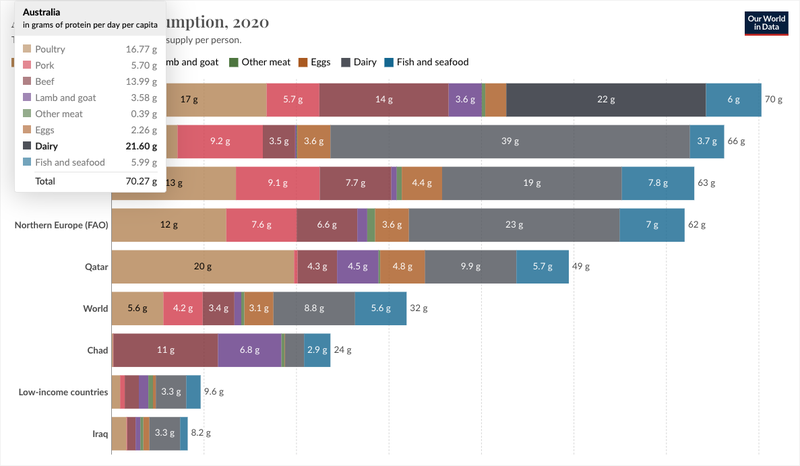 Australia
in grams of protein per day per capita
Poultry 16.77 g
Pork 5.70 g
Beef 13.99 g
Lamb and goat 3.58 g
Other meat 0.39 g
Eggs 2.26 g
Dairy 21.60 g
Fish and seafood 5.99 g
Total 70.27 g
umption, 2020
supply per person.
Our World
in Data
mb and goat Other meat Eggs Dairy Fish and seafood
17 g 5.7 g 14 g 3.6 g 22 g 6 g 70 g
9.2 g 3.5 g 3.6 g 39 g 3.7 g 66 g
13 g 9.1 g 7.7 g 4.4 g 19 g 7.8 g 63 g
Northern Europe (FAO) 12 g 7.6 g 6.6 g 3.6 g 23 g 7 g 62 g
Qatar 20 g 4.3 g 4.5 g 4.8 g 9.9 g 5.7 g 49 g
World 5.6 g 4.2 g 3.4 g 3.1 g 8.8 g 5.6 g 32 g
Chad 11 g 6.8 g 2.9 g 24 g
Low-income countries 3.3 g 9.6 g
Iraq 3.3 g 8.2 g